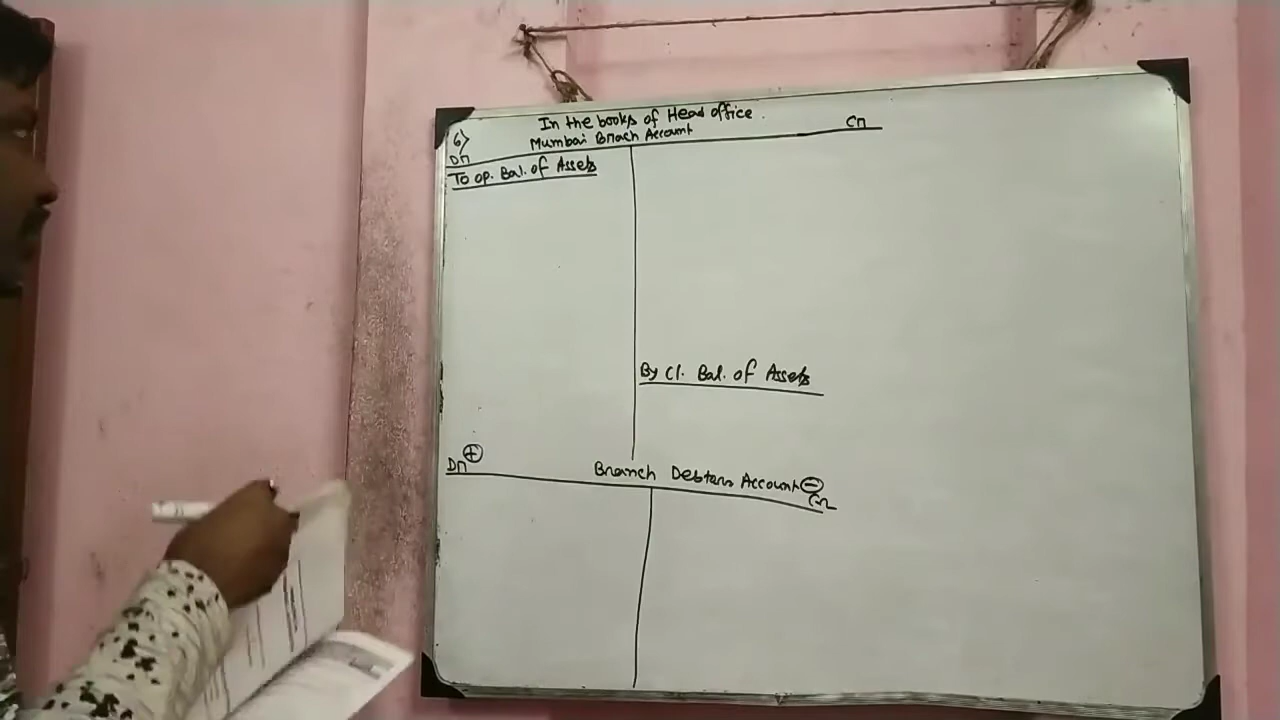 In the books of Head office.
6)
Mumbai Branch Account
Dr
Cr
To op. Bal. of Assets
By Cl. Bal. of Assets
Dr +
Branch Debtors Account -
Cr